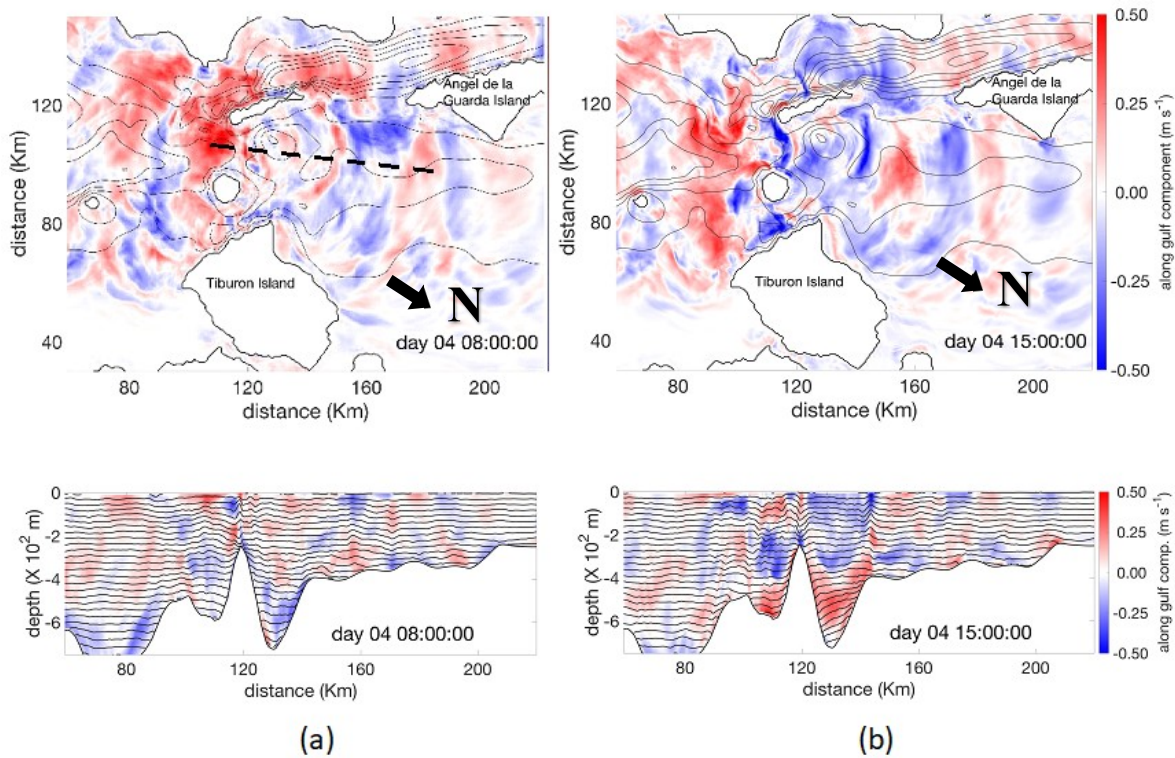 120
80
40
distance (Km)
Angel de la
Guarda Island
Tiburon Island
N
day 04 08:00:00
80
120
160
200
distance (Km)
120
80
40
distance (Km)
Angel de la
Guarda Island
Tiburon Island
N
day 04 15:00:00
80
120
160
200
distance (Km)
0.50
0.25
0.00
-0.25
-0.50
along gulf component (m s⁻¹)
0
-2
-4
-6
depth (X 10² m)
day 04 08:00:00
80
120
160
200
distance (Km)
0
-2
-4
-6
depth (X 10² m)
day 04 15:00:00
80
120
160
200
distance (Km)
0.50
0.25
0.00
-0.25
-0.50
along gulf comp. (m s⁻¹)
(a)
(b)